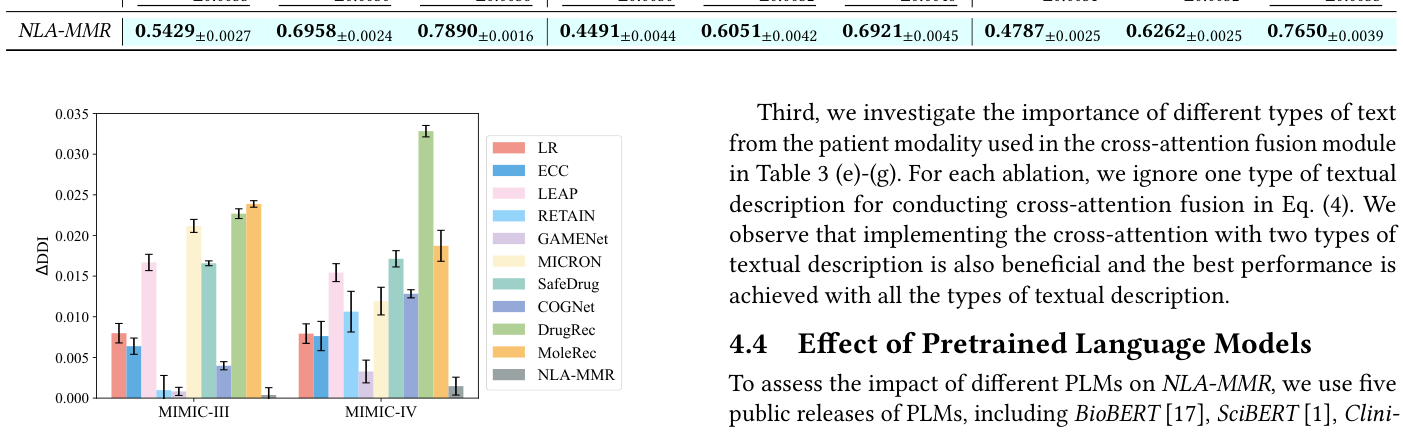 NLA-MMR 0.5429±0.0027 0.6958±0.0024 0.7890±0.0016 0.4491±0.0044 0.6051±0.0042 0.6921±0.0045 0.4787±0.0025 0.6262±0.0025 0.7650±0.0039
0.035
0.030
0.025
0.020
0.015
0.010
0.005
0.000
ΔDDI
MIMIC-III
MIMIC-IV
LR
ECC
LEAP
RETAIN
GAMENet
MICRON
SafeDrug
COGNet
DrugRec
MoleRec
NLA-MMR
Third, we investigate the importance of different types of text
from the patient modality used in the cross-attention fusion module
in Table 3 (e)-(g). For each ablation, we ignore one type of textual
description for conducting cross-attention fusion in Eq. (4). We
observe that implementing the cross-attention with two types of
textual description is also beneficial and the best performance is
achieved with all the types of textual description.
4.4 Effect of Pretrained Language Models
To assess the impact of different PLMs on NLA-MMR, we use five
public releases of PLMs, including BioBERT [17], SciBERT [1], Clini-